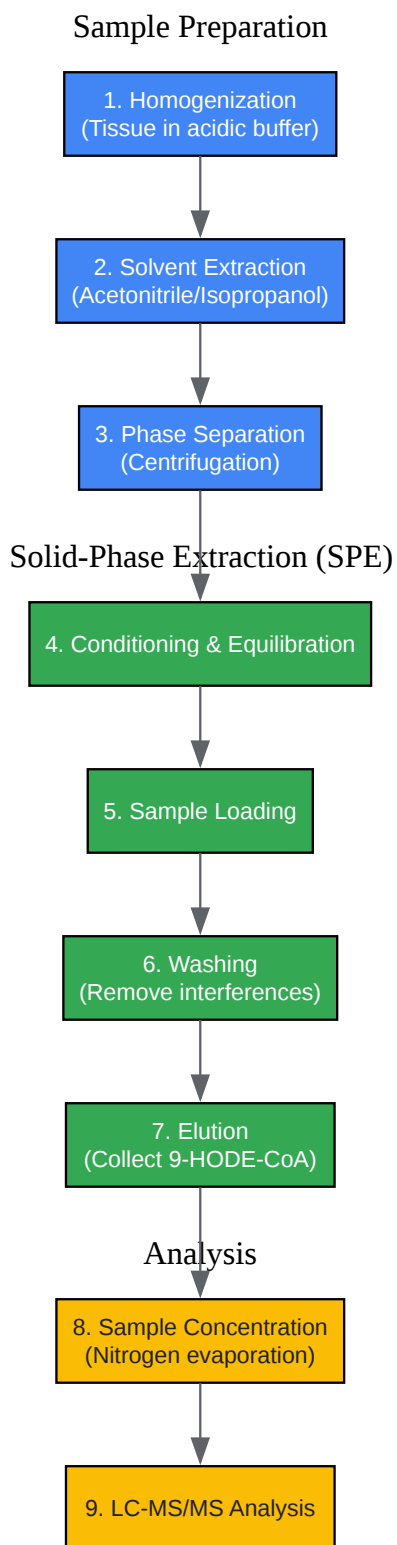 Sample Preparation
1. Homogenization
(Tissue in acidic buffer)
2. Solvent Extraction
(Acetonitrile/Isopropanol)
3. Phase Separation
(Centrifugation)
Solid-Phase Extraction (SPE)
4. Conditioning & Equilibration
5. Sample Loading
6. Washing
(Remove interferences)
7. Elution
(Collect 9-HODE-CoA)
Analysis
8. Sample Concentration
(Nitrogen evaporation)
9. LC-MS/MS Analysis